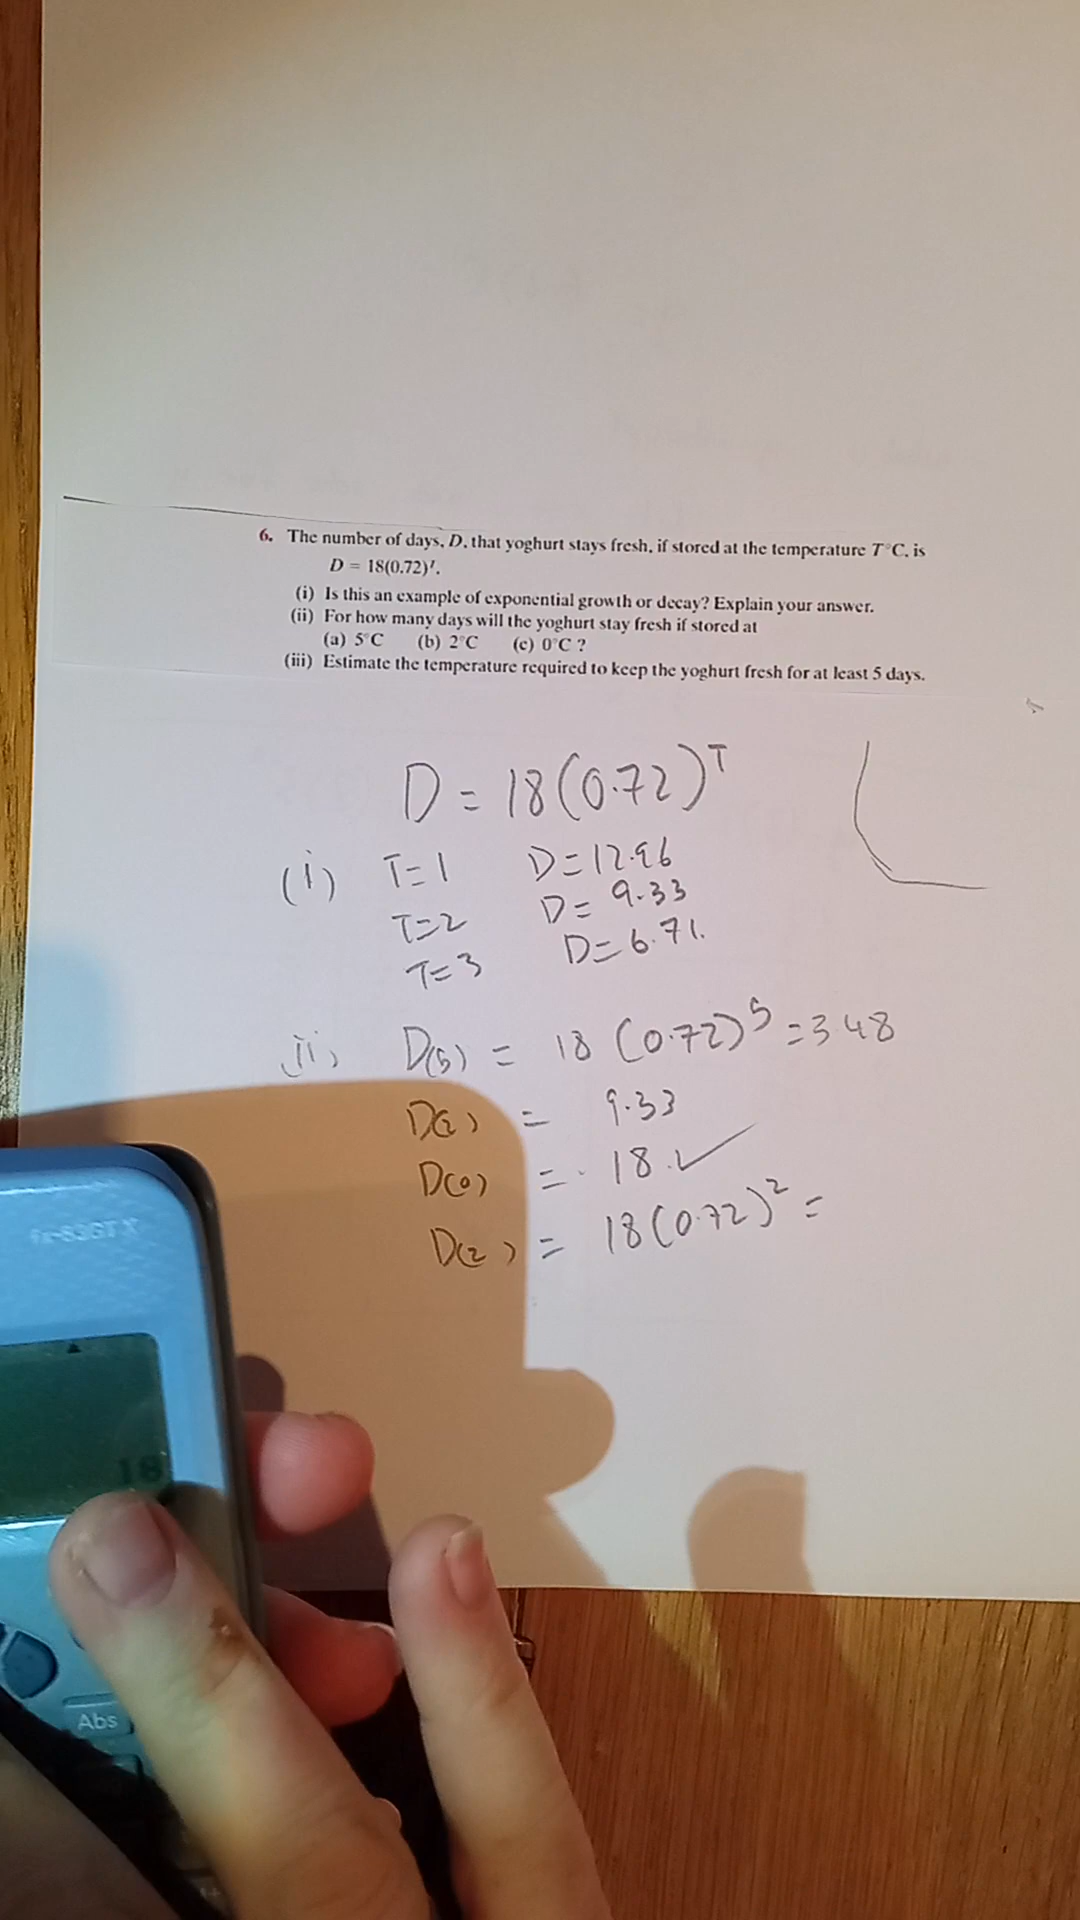 6. The number of days, D, that yoghurt stays fresh, if stored at the temperature T°C, is
D = 18(0.72)ᵀ.
(i) Is this an example of exponential growth or decay? Explain your answer.
(ii) For how many days will the yoghurt stay fresh if stored at
(a) 5°C (b) 2°C (c) 0°C ?
(iii) Estimate the temperature required to keep the yoghurt fresh for at least 5 days.
D = 18(0.72)ᵀ
(i) T=1 D=12.96
T=2 D= 9.33
T=3 D=6.71.
ii) D(5) = 18 (0.72)⁵ =3.48
D(2) = 9.33
D(0) = 18. ✓
D(2) = 18(0.72)² =
18
Abs